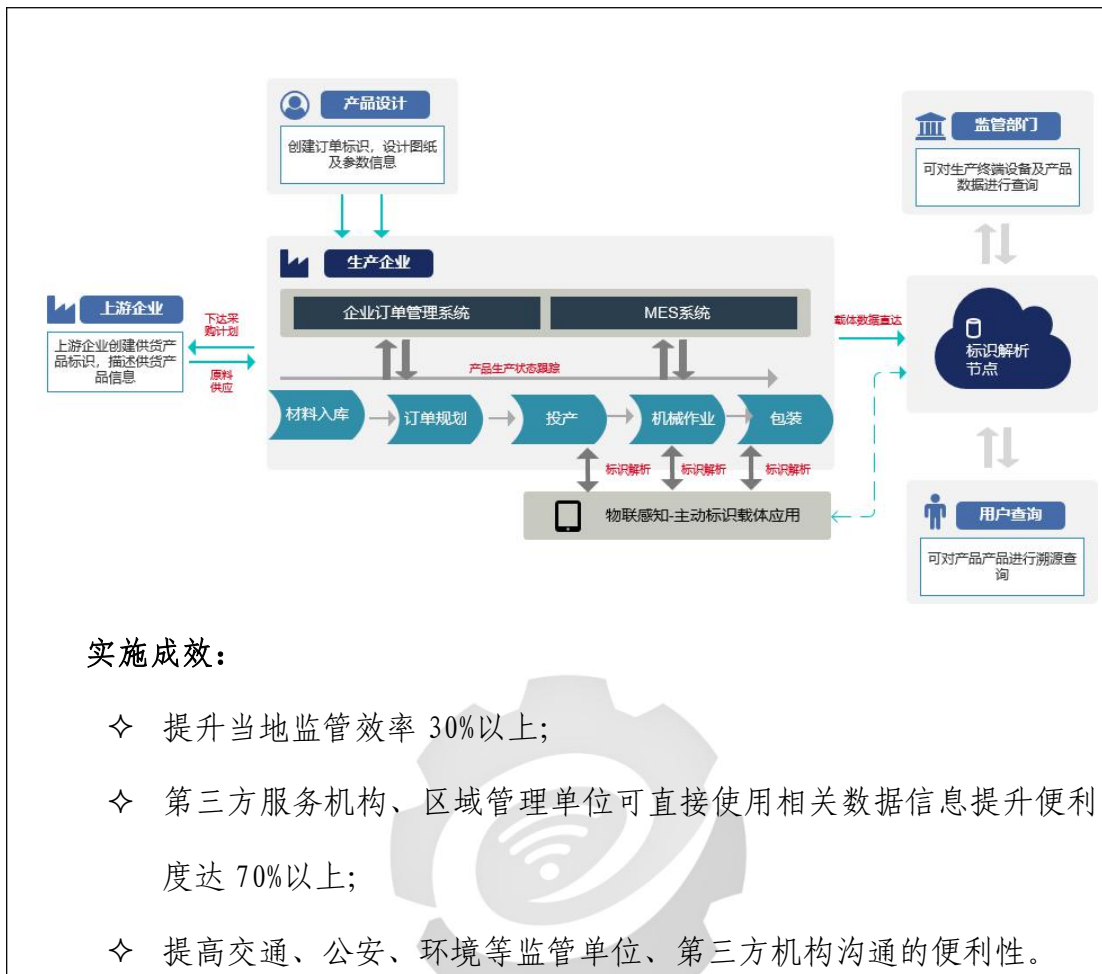 产品设计
创建订单标识，设计图纸
及参数信息
监管部门
可对生产终端设备及产品
数据进行查询
生产企业
企业订单管理系统
MES系统
上游企业
上游企业创建供货产
品标识，描述供货产
品信息
下达采
购计划
原料
供应
产品生产状态跟踪
材料入库
订单规划
投产
机械作业
包装
标识解析
标识解析
标识解析
物联感知-主动标识载体应用
载体数据直达
标识解析
节点
用户查询
可对产品产品进行溯源查
询
实施成效：
✧ 提升当地监管效率 30%以上;
✧ 第三方服务机构、区域管理单位可直接使用相关数据信息提升便利
度达 70%以上;
✧ 提高交通、公安、环境等监管单位、第三方机构沟通的便利性。